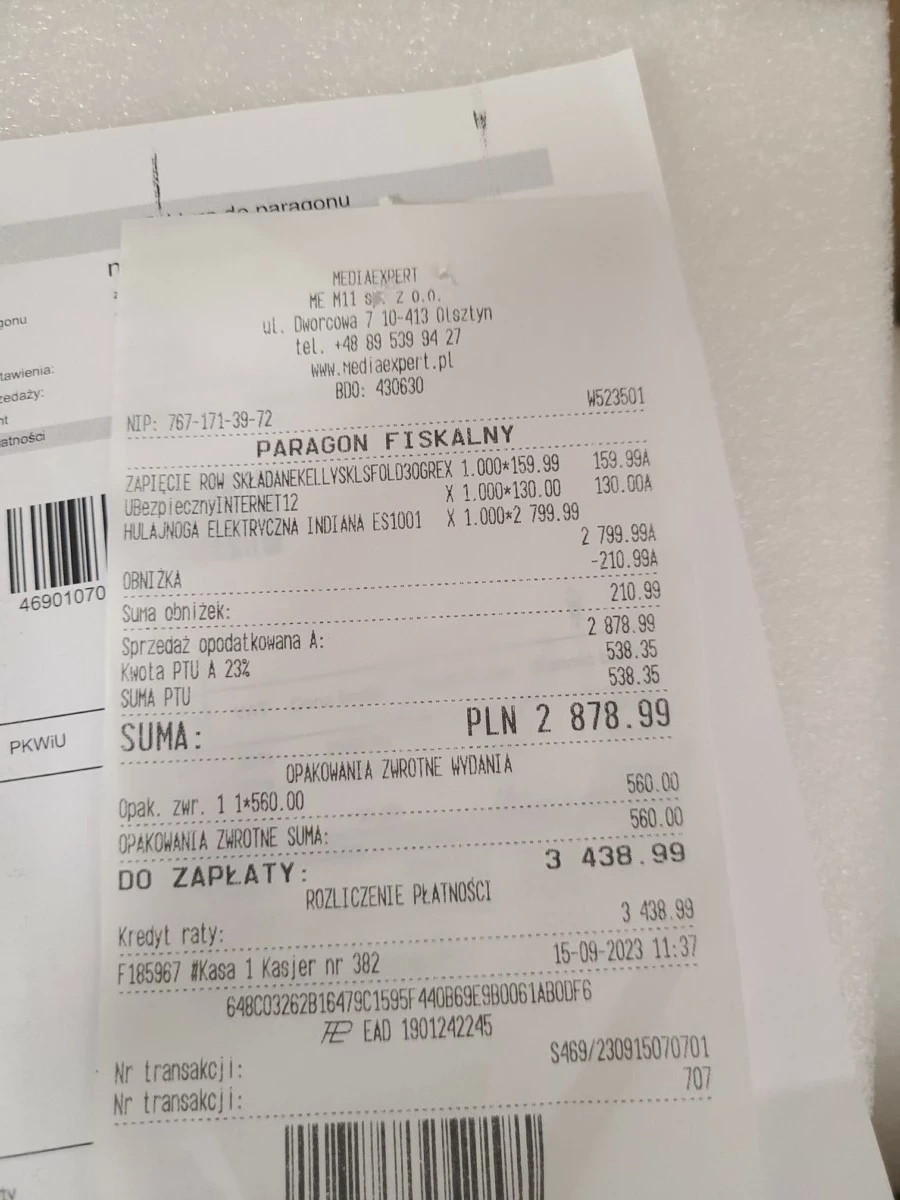 do paragonu
gonu
tawienia:
zedaży:
nt
atności
46901070
PKWiU
ty
MEDIAEXPERT
ME M11 sp. z o.o.
ul. Dworcowa 7 10-413 Olsztyn
tel. +48 89 539 94 27
www.mediaexpert.pl
BDO: 430630
NIP: 767-171-39-72 W523501
PARAGON FISKALNY
ZAPIĘCIE ROW SKŁADANEKELLYSKLSFOLD30GREX 1.000*159.99 159.99A
UBezpiecznyINTERNET12 X 1.000*130.00 130.00A
HULAJNOGA ELEKTRYCZNA INDIANA ES1001 X 1.000*2 799.99
2 799.99A
OBNIŻKA -210.99A
Suma obniżek: 210.99
Sprzedaż opodatkowana A: 2 878.99
Kwota PTU A 23% 538.35
SUMA PTU 538.35
SUMA: PLN 2 878.99
OPAKOWANIA ZWROTNE WYDANIA
Opak. zwr. 1 1*560.00 560.00
OPAKOWANIA ZWROTNE SUMA: 560.00
DO ZAPŁATY: 3 438.99
ROZLICZENIE PŁATNOŚCI
Kredyt raty: 3 438.99
F185967 #Kasa 1 Kasjer nr 382 15-09-2023 11:37
648C03262B16479C1595F440B69E9B0061AB0DF6
EAD 1901242245
Nr transakcji: S469/230915070701
Nr transakcji: 707